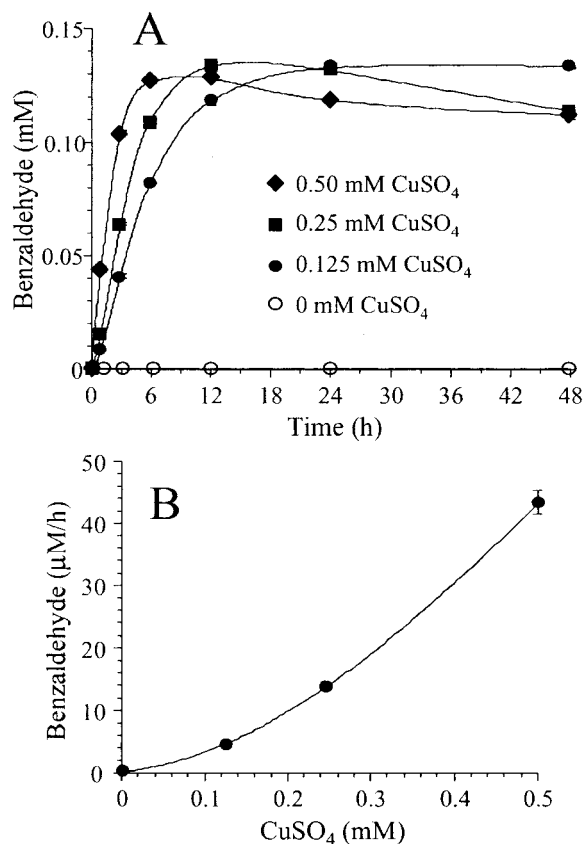 A
0.15
0.10
0.05
0
Benzaldehyde (mM)
0.50 mM CuSO₄
0.25 mM CuSO₄
0.125 mM CuSO₄
0 mM CuSO₄
0 6 12 18 24 30 36 42 48
Time (h)
B
50
40
30
20
10
0
Benzaldehyde (μM/h)
0 0.1 0.2 0.3 0.4 0.5
CuSO₄ (mM)